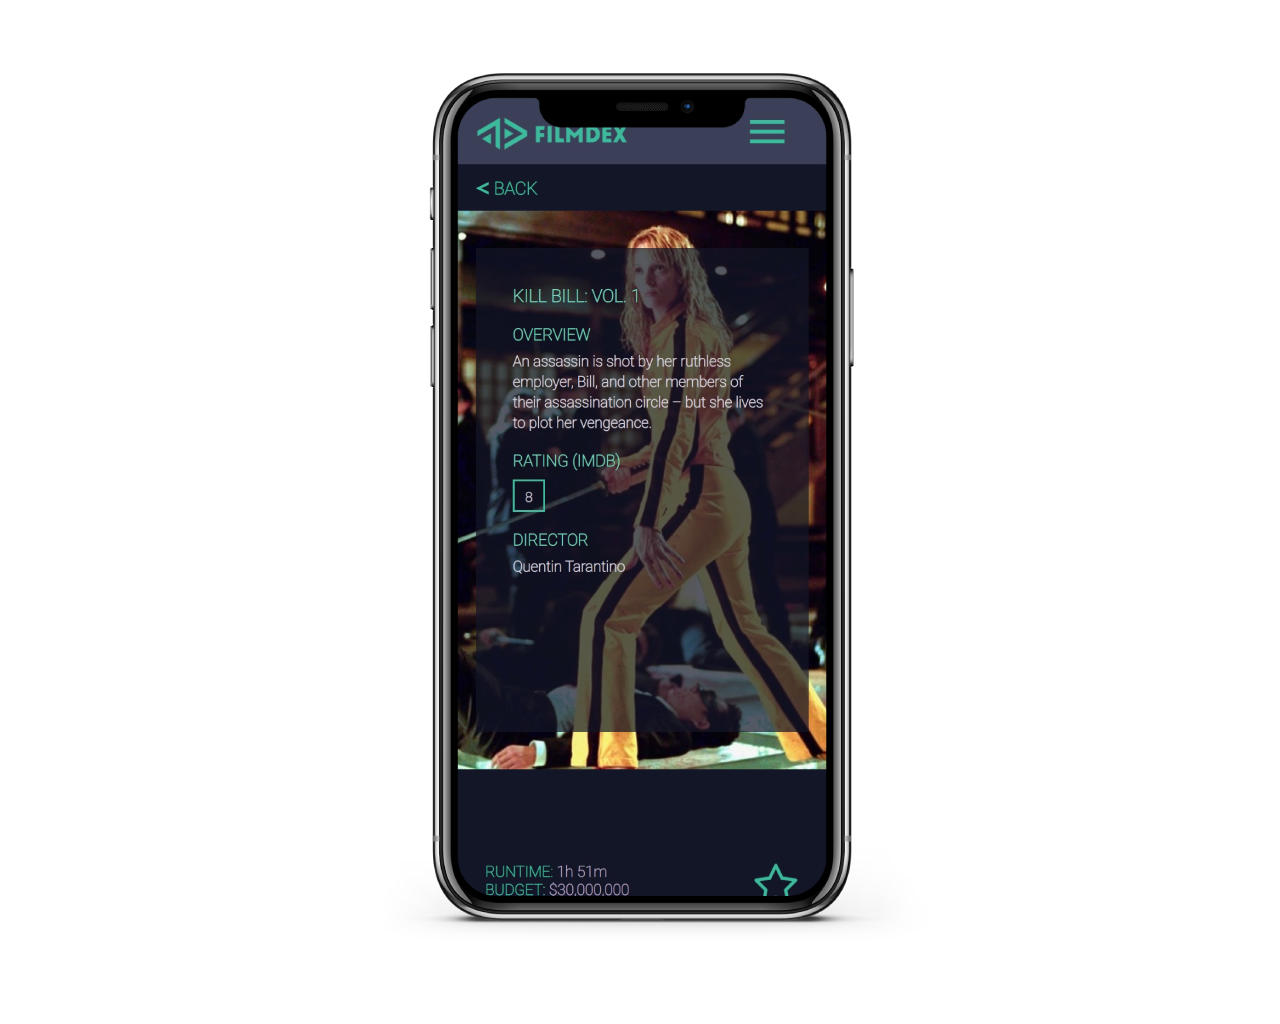 FILMDEX
< BACK
KILL BILL: VOL. 1
OVERVIEW
An assassin is shot by her ruthless
employer, Bill, and other members of
their assassination circle – but she lives
to plot her vengeance.
RATING (IMDB)
8
DIRECTOR
Quentin Tarantino
RUNTIME: 1h 51m
BUDGET: $30,000,000